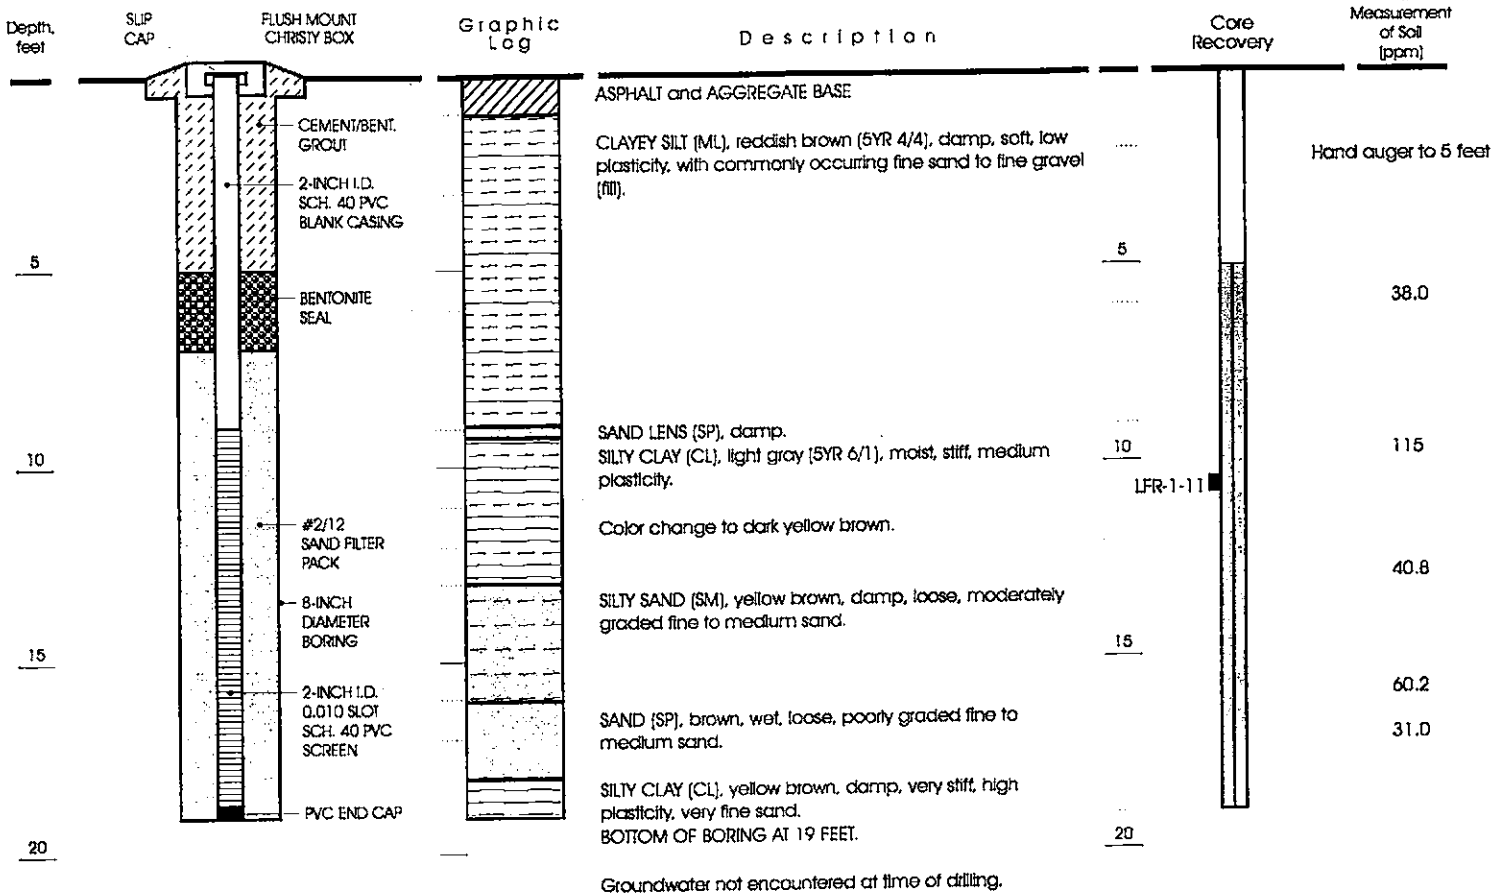 Depth, feet
SLIP CAP
FLUSH MOUNT CHRISTY BOX
Graphic Log
Description
Core Recovery
Measurement of Soil [ppm]
CEMENT/BENT. GROUT
2-INCH I.D.
SCH. 40 PVC
BLANK CASING
BENTONITE
SEAL
#2/12
SAND FILTER
PACK
8-INCH
DIAMETER
BORING
2-INCH I.D.
0.010 SLOT
SCH. 40 PVC
SCREEN
PVC END CAP
5
10
15
20
ASPHALT and AGGREGATE BASE
CLAYEY SILT (ML), reddish brown (5YR 4/4), damp, soft, low
plasticity, with commonly occurring fine sand to fine gravel
(fill).
SAND LENS (SP), damp.
SILTY CLAY (CL), light gray (5YR 6/1), moist, stiff, medium
plasticity.
Color change to dark yellow brown.
SILTY SAND (SM), yellow brown, damp, loose, moderately
graded fine to medium sand.
SAND (SP), brown, wet, loose, poorly graded fine to
medium sand.
SILTY CLAY (CL), yellow brown, damp, very stiff, high
plasticity, very fine sand.
BOTTOM OF BORING AT 19 FEET.
Groundwater not encountered at time of drilling.
5
10
15
20
LFR-1-11
Hand auger to 5 feet
38.0
115
40.8
60.2
31.0